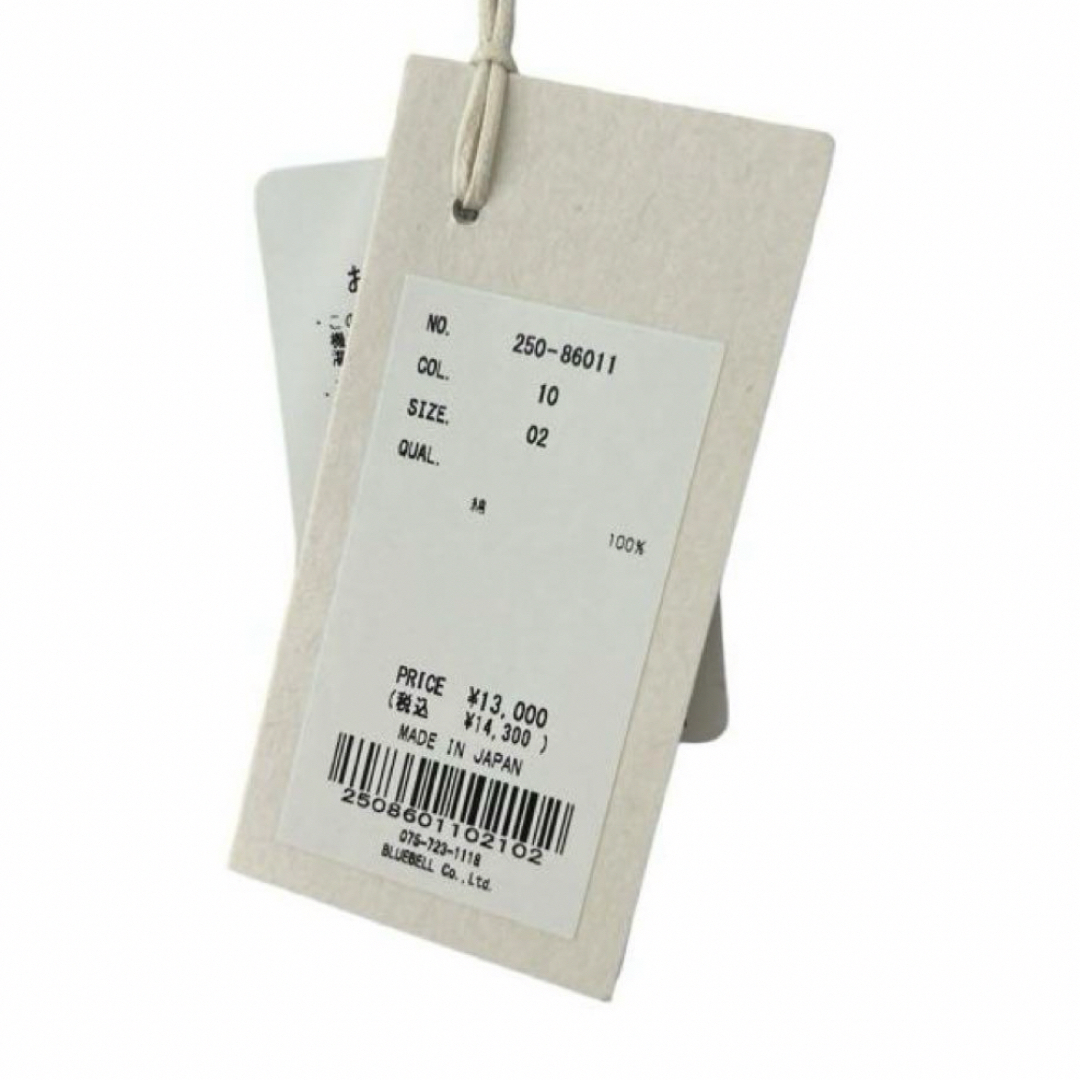 NO. 250-86011
COL. 10
SIZE. 02
QUAL.
綿
100%
PRICE ¥13,000
(税込 ¥14,300 )
MADE IN JAPAN
2508601102102
075-723-1118
BLUEBELL Co.,Ltd.